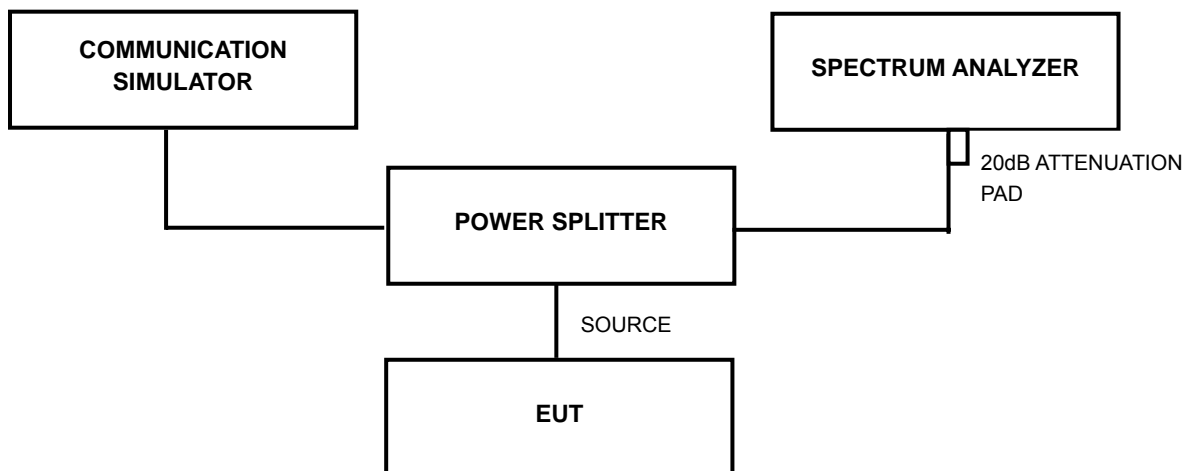 COMMUNICATION
SIMULATOR
SPECTRUM ANALYZER
20dB ATTENUATION
PAD
POWER SPLITTER
SOURCE
EUT